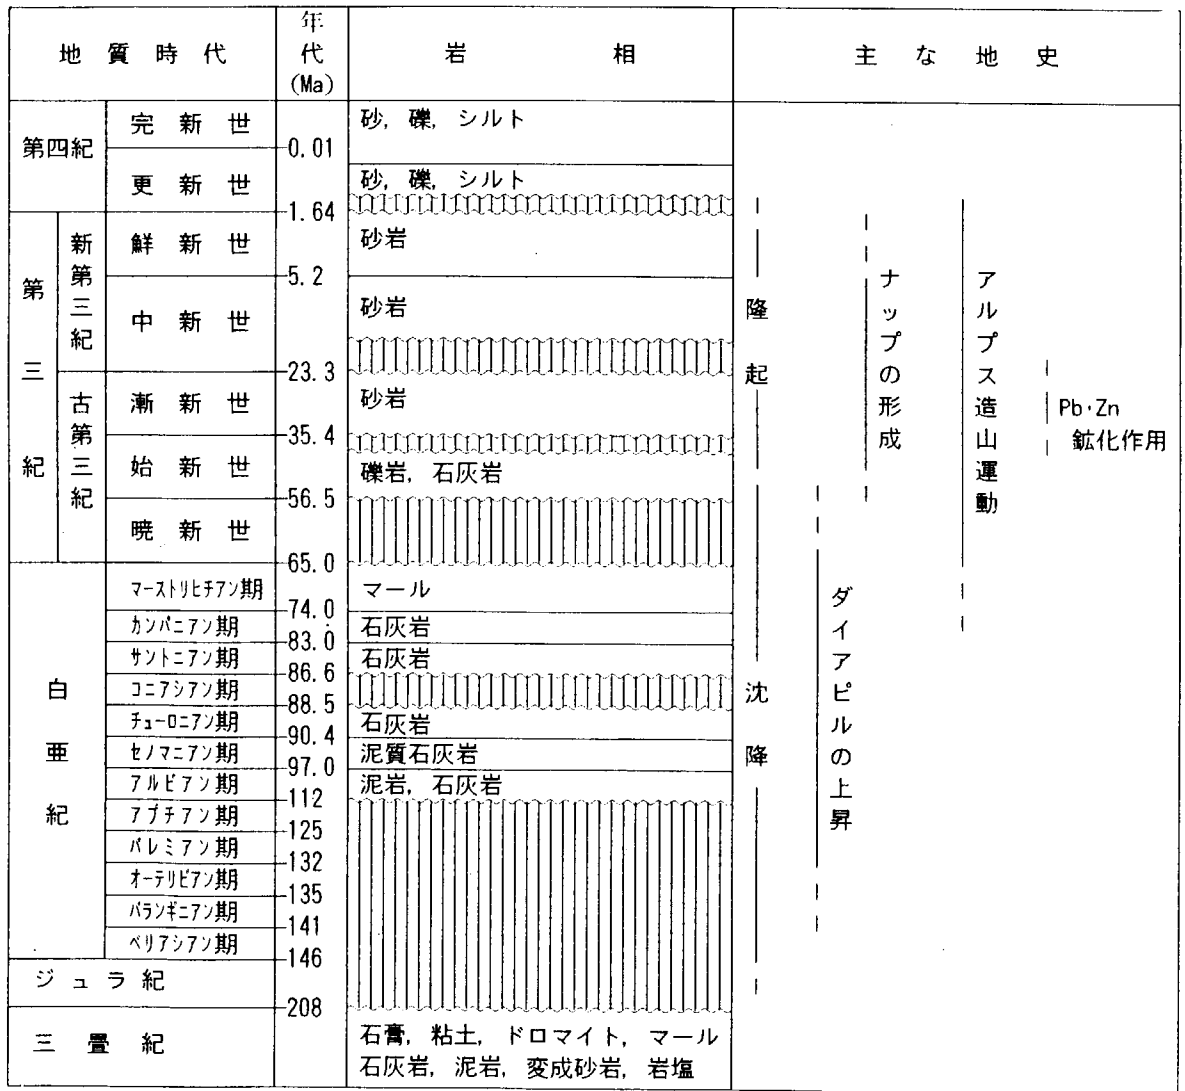 地質時代 年代(Ma) 岩相 主な地史
第四紀 完新世 砂, 礫, シルト
0.01
更新世 砂, 礫, シルト
1.64
第三紀 新第三紀 鮮新世 砂岩
5.2
中新世 砂岩
23.3
古第三紀 漸新世 砂岩
35.4
始新世 礫岩, 石灰岩
56.5
暁新世
65.0
白亜紀 マーストリヒチアン期 マール
74.0
カンパニアン期 石灰岩
83.0
サントニアン期 石灰岩
86.6
コニアシアン期
88.5
チューロニアン期 石灰岩
90.4
セノマニアン期 泥質石灰岩
97.0
アルビアン期 泥岩, 石灰岩
112
アプチアン期
125
バレミアン期
132
オーテリビアン期
135
バランギニアン期
141
ベリアシアン期
146
ジュラ紀
208
三畳紀 石膏, 粘土, ドロマイト, マール
石灰岩, 泥岩, 変成砂岩, 岩塩
隆起
沈降
ダイアピルの上昇
ナップの形成
アルプス造山運動
Pb·Zn
鉱化作用